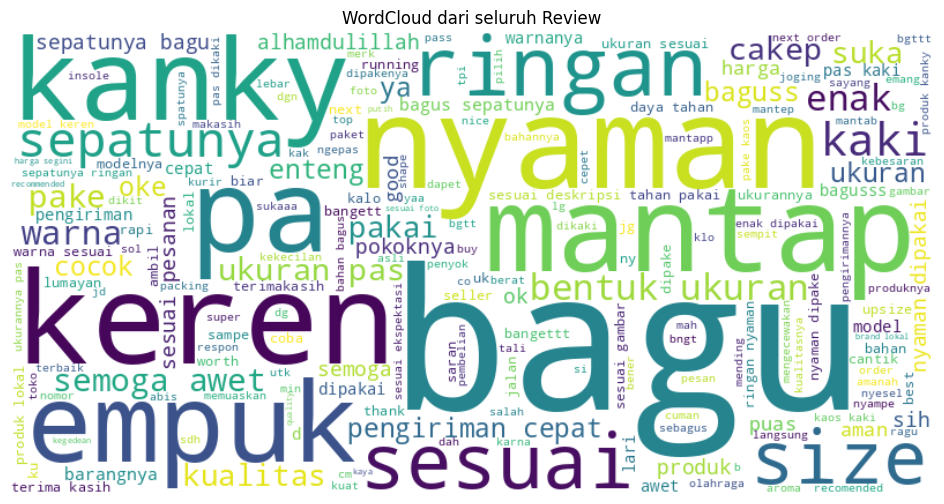 WordCloud dari seluruh Review
kanky
ringan
nyaman
mantap
bagu
keren
pa
empuk
sesuai
size
sepatunya
sepatunya bagu
alhamdulillah
warnanya
ukuran sesuai
cakep
next order
suka
bgttt
pass
insole
merk
running
ya
lebar
dgn
dipakenya
foto
tpi
pilih
harga
pas kaki
joging
emang
sayang
bg
spatunya
pas dikaki
makasih
next
top
putih
bagus sepatunya
daya tahan
baguss
mantep
enak
model keren
produk kanky
kaki
harga segini
modelnya
cepat
sepatunya ringan
recommended
dikit
kurir
paket
kak
ngepas
enteng
good
shape
nice
bahannya
mantapp
cepet
pake kaos
mantab
kebesaran
ukuran
pake
oke
biar
bangett
kalo
yaa
dapet
sesuai deskripsi
tahan pakai
bagusss
ukurannya
gambar
pengiriman
rapi
lokal
sukaaa
bahan bagus
sesuai foto
bgtt
lg
dikaki
enak dipakai
sempit
warna
sol
pesanan
pakai
pokoknya
buy
jg
klo
pengirimannya
nyaman dipakai
warna sesuai
ambil
sesuai
kekecilan
asli
penyok
ny
dipake
cocok
ukuran pas
uk
berat
produknya
lumayan
jd
packing
terimakasih
co
seller
ok
bentuk ukuran
upsize
ukurannya pas
super
dg
sesuai ekspektasi
bangettt
mah
model
sampe
coba
saran
pembelian
tali
bngt
sesuai gambar
ringan nyaman
mending
mengecewakan
kualitasnya
nyaman dipake
brand lokal
terbaik
respon
worth
semoga
jalan
si
bener
pesan
cantik
bahan
order
amanah
best
nyesel
semoga awet
toko
utk
nomor
abis
memuaskan
min
dipakai
thank
salah
cuman
kaos kaki
nyampe
produk lokal
d
pengiriman cepat
puas
sih
sebagus
langsung
aman
ragu
kegedean
sdh
quality
dah
karna
lari
ku
barangnya
kualitas
cm
kaya
kuat
produk
b
terima kasih
awet
olahraga
aroma
recomended